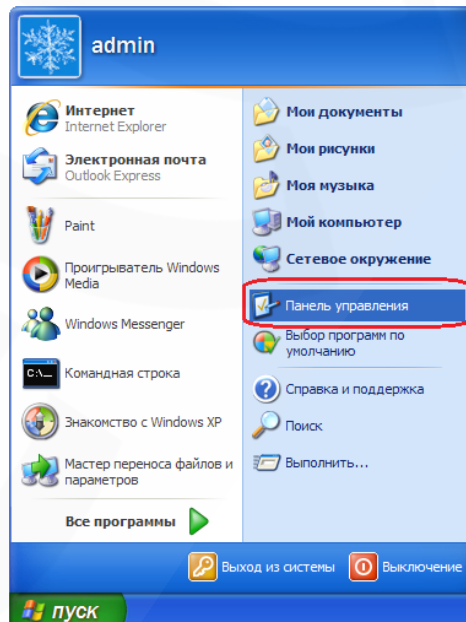 admin
Интернет
Internet Explorer
Электронная почта
Outlook Express
Paint
Проигрыватель Windows
Media
Windows Messenger
C:\_
Командная строка
Знакомство с Windows XP
Мастер переноса файлов и
параметров
Все программы
Мои документы
Мои рисунки
Моя музыка
Мой компьютер
Сетевое окружение
Панель управления
Выбор программ по
умолчанию
Справка и поддержка
Поиск
Выполнить...
Выход из системы
Выключение
пуск